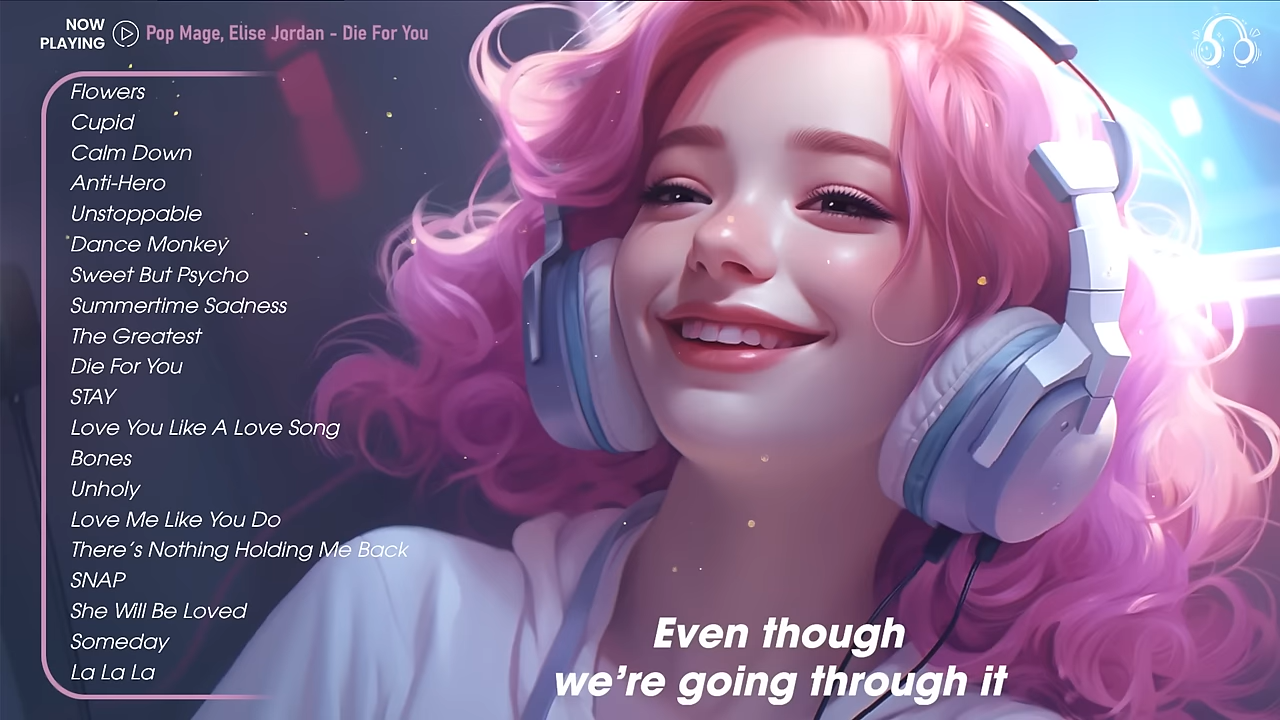 NOW
PLAYING
Pop Mage, Elise Jordan - Die For You
Flowers
Cupid
Calm Down
Anti-Hero
Unstoppable
Dance Monkey
Sweet But Psycho
Summertime Sadness
The Greatest
Die For You
STAY
Love You Like A Love Song
Bones
Unholy
Love Me Like You Do
There's Nothing Holding Me Back
SNAP
She Will Be Loved
Someday
La La La
Even though
we're going through it